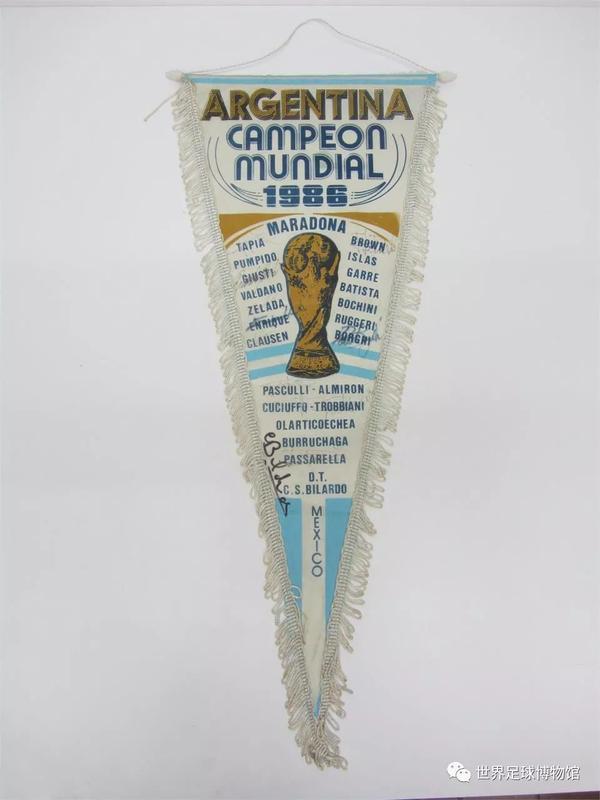 ARGENTINA
CAMPEON
MUNDIAL
1986
MARADONA
TAPIA
PUMPIDO
GIUSTI
VALDANO
ZELADA
ENRIQUE
CLAUSEN
BROWN
ISLAS
GARRE
BATISTA
BOCHINI
RUGGERI
BORGHI
PASCULLI - ALMIRON
CUCIUFFO - TROBBIANI
OLARTICOECHEA
BURRUCHAGA
PASSARELLA
D.T.
C.S.BILARDO
MEXICO
世界足球博物馆